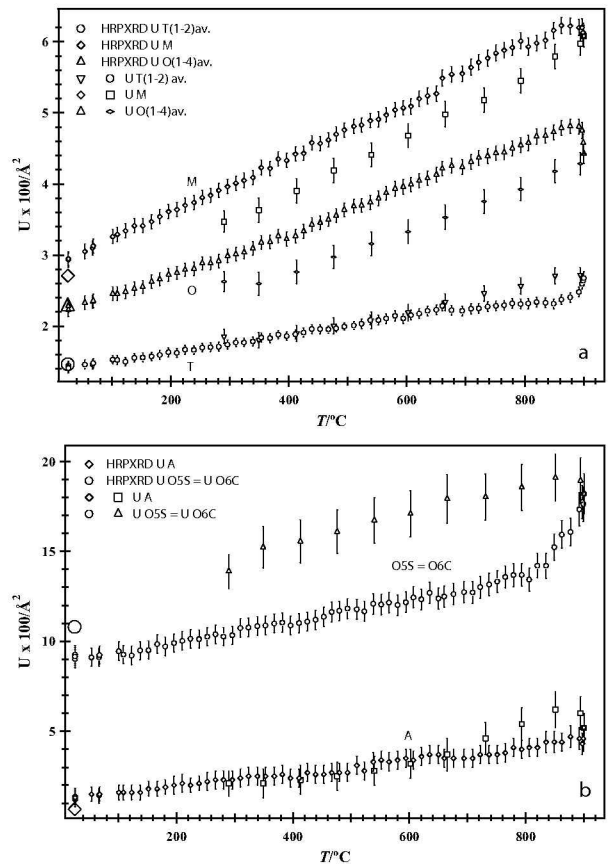 HRPXRD U T(1-2)av.
HRPXRD U M
HRPXRD U O(1-4)av.
U T(1-2) av.
U M
U O(1-4)av.
6
5
4
3
2
U x 100/Å²
M
O
T
a
200
400
600
800
T/ºC
20
15
10
5
U x 100/Å²
HRPXRD U A
HRPXRD U O5S = U O6C
U A
U O5S = U O6C
O5S = O6C
A
b
200
400
600
800
T/ºC